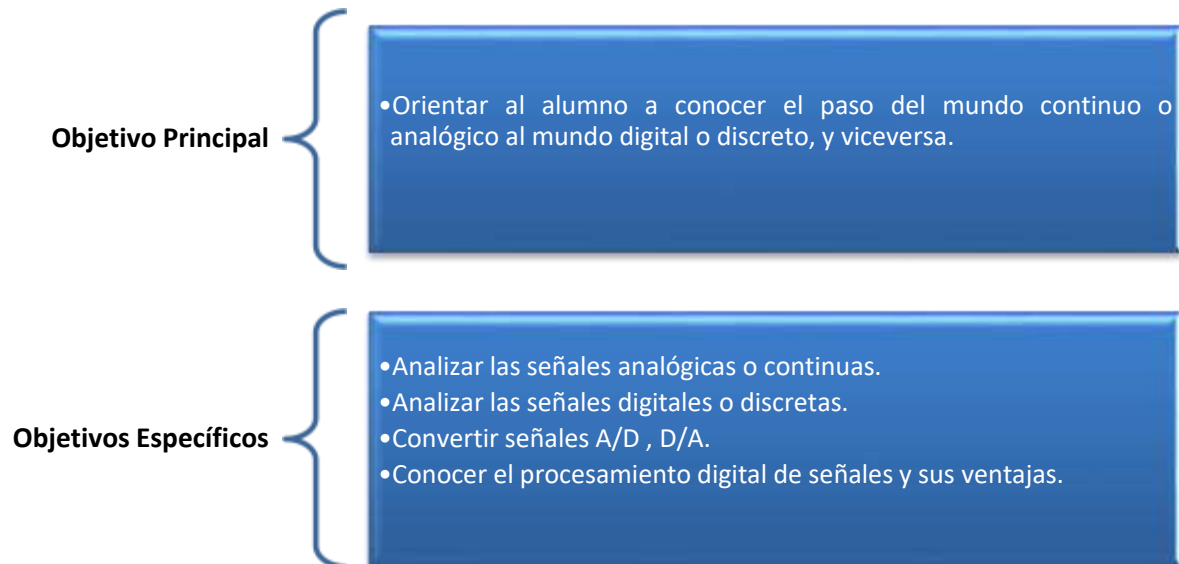 Objetivo Principal
•Orientar al alumno a conocer el paso del mundo continuo o
analógico al mundo digital o discreto, y viceversa.
Objetivos Específicos
•Analizar las señales analógicas o continuas.
•Analizar las señales digitales o discretas.
•Convertir señales A/D , D/A.
•Conocer el procesamiento digital de señales y sus ventajas.